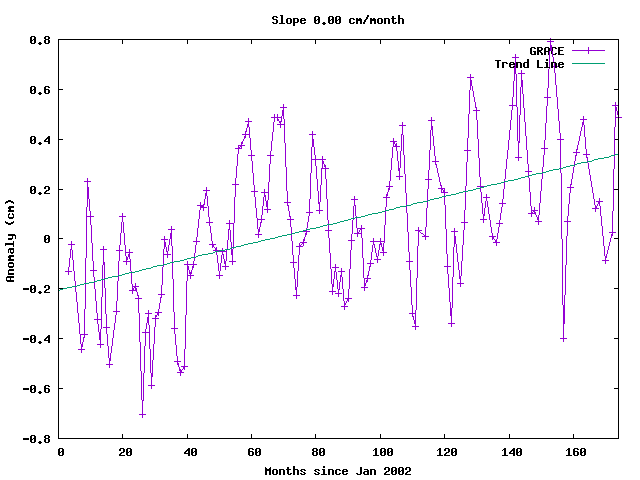 Slope 0.00 cm/month
GRACE
Trend Line
Anomaly (cm)
0.8
0.6
0.4
0.2
0
-0.2
-0.4
-0.6
-0.8
0 20 40 60 80 100 120 140 160
Months since Jan 2002